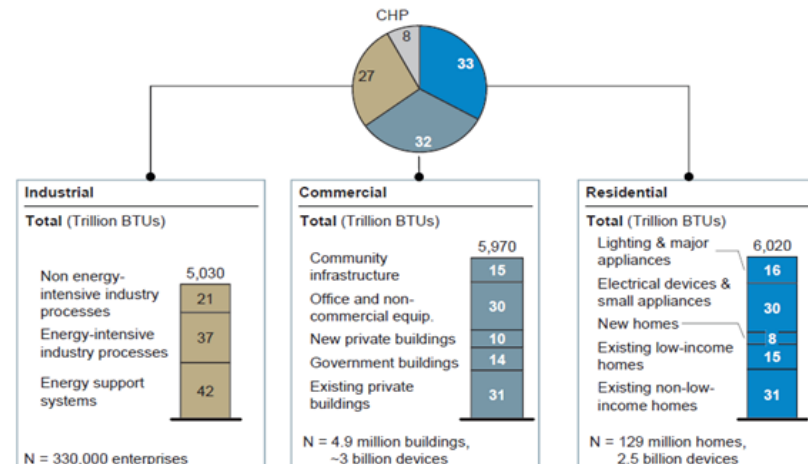 CHP
8
33
27
32
Industrial
Total (Trillion BTUs)
5,030
Non energy-
intensive industry
processes
21
Energy-intensive
industry processes
37
Energy support
systems
42
N = 330,000 enterprises
Commercial
Total (Trillion BTUs)
5,970
Community
infrastructure
15
Office and non-
commercial equip.
30
New private buildings
10
Government buildings
14
Existing private
buildings
31
N = 4.9 million buildings,
~3 billion devices
Residential
Total (Trillion BTUs)
6,020
Lighting & major
appliances
16
Electrical devices &
small appliances
30
New homes
8
Existing low-income
homes
15
Existing non-low-
income homes
31
N = 129 million homes,
2.5 billion devices